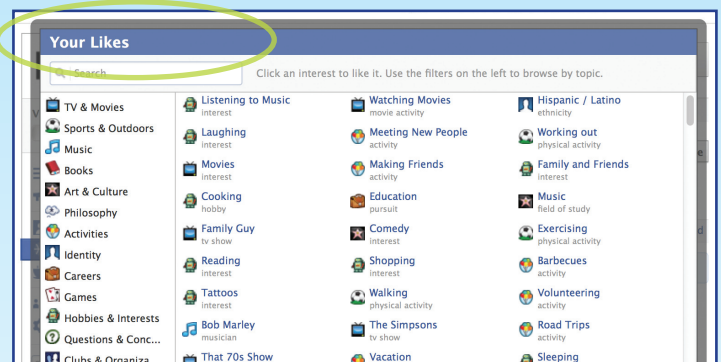 Your Likes
Search
Click an interest to like it. Use the filters on the left to browse by topic.
TV & Movies
Sports & Outdoors
Music
Books
Art & Culture
Philosophy
Activities
Identity
Careers
Games
Hobbies & Interests
Questions & Conc...
Clubs & Organiza
Listening to Music
interest
Watching Movies
movie activity
Hispanic / Latino
ethnicity
Laughing
interest
Meeting New People
activity
Working out
physical activity
Movies
interest
Making Friends
activity
Family and Friends
interest
Cooking
hobby
Education
pursuit
Music
field of study
Family Guy
tv show
Comedy
interest
Exercising
physical activity
Reading
interest
Shopping
interest
Barbecues
activity
Tattoos
interest
Walking
physical activity
Volunteering
activity
Bob Marley
musician
The Simpsons
tv show
Road Trips
activity
That 70s Show
Vacation
Sleeping